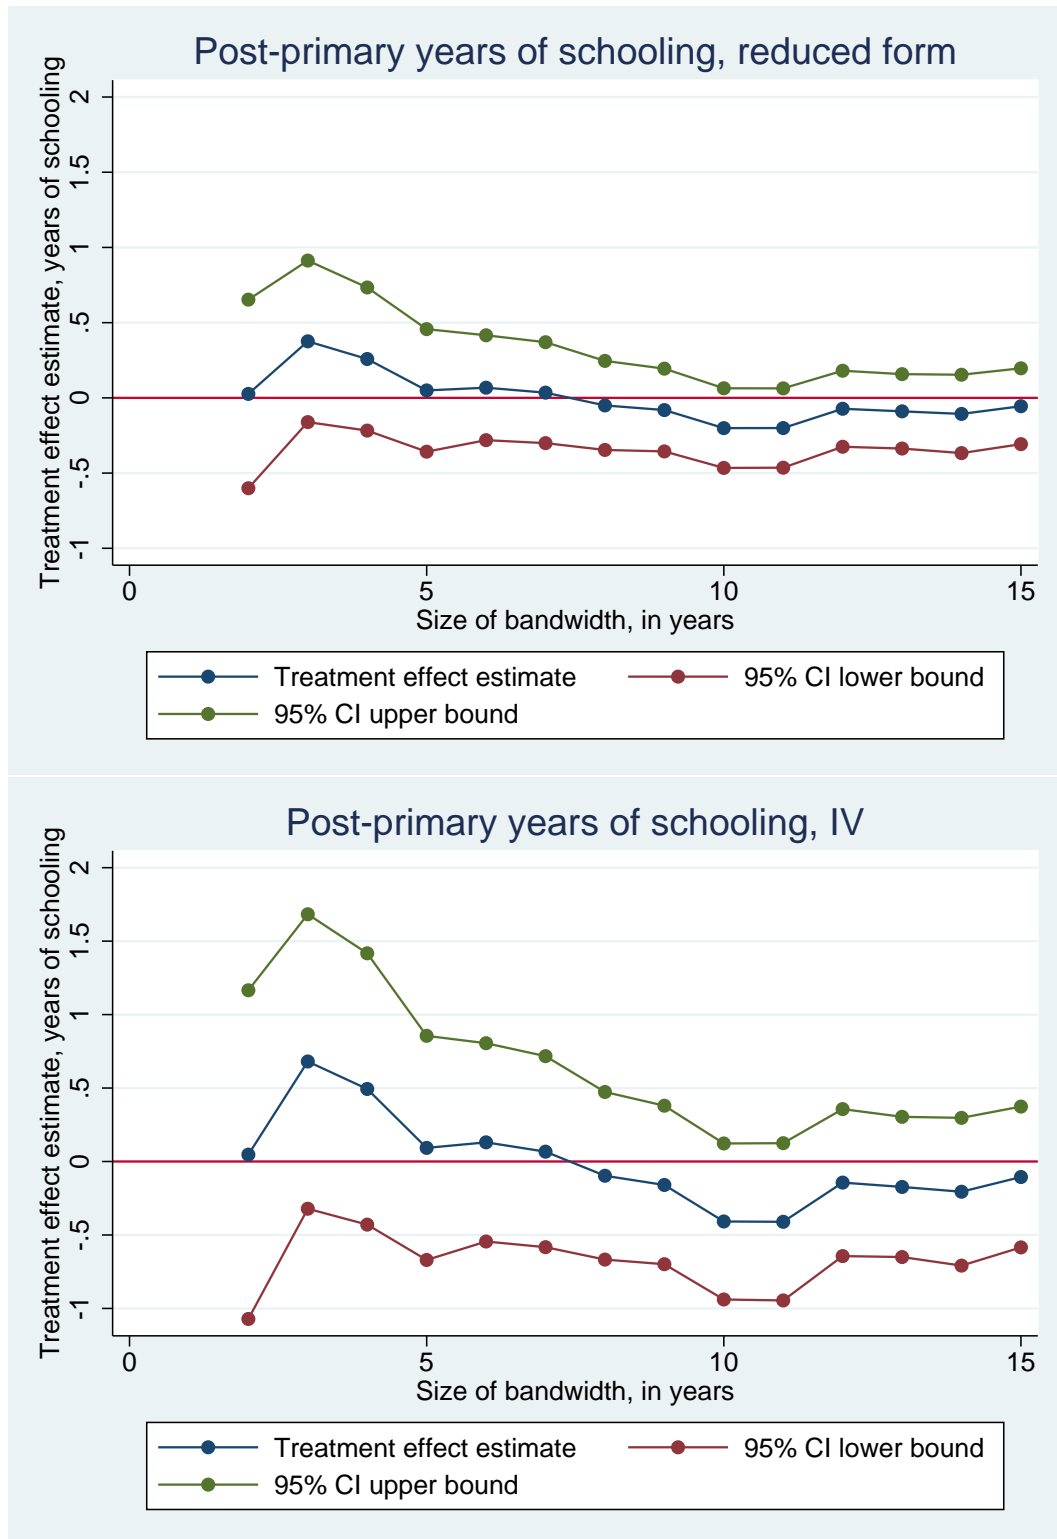 Post-primary years of schooling, reduced form
Treatment effect estimate, years of schooling
2
1.5
1
.5
0
-.5
-1
0 5 10 15
Size of bandwidth, in years
Treatment effect estimate 95% CI lower bound
95% CI upper bound
Post-primary years of schooling, IV
Treatment effect estimate, years of schooling
2
1.5
1
.5
0
-.5
-1
0 5 10 15
Size of bandwidth, in years
Treatment effect estimate 95% CI lower bound
95% CI upper bound